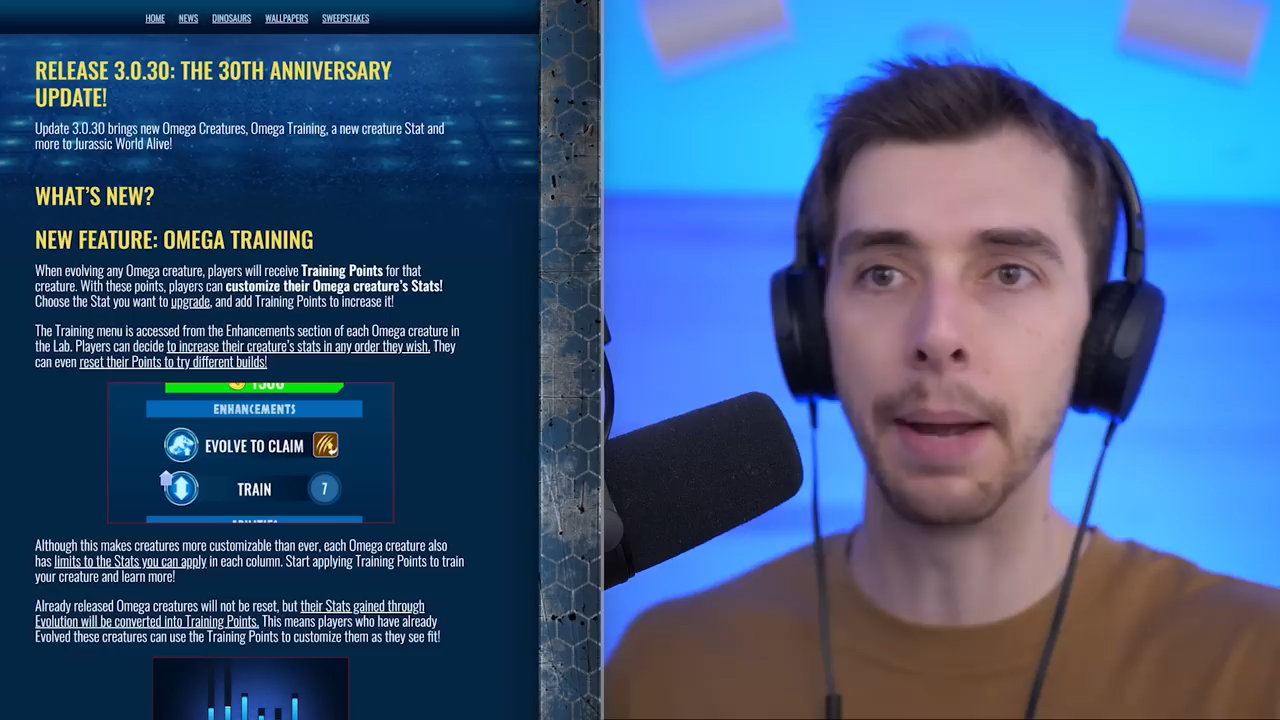 HOME NEWS DINOSAURS WALLPAPERS SWEEPSTAKES
RELEASE 3.0.30: THE 30TH ANNIVERSARY
UPDATE!
Update 3.0.30 brings new Omega Creatures, Omega Training, a new creature Stat and
more to Jurassic World Alive!
WHAT'S NEW?
NEW FEATURE: OMEGA TRAINING
When evolving any Omega creature, players will receive Training Points for that
creature. With these points, players can customize their Omega creature's Stats!
Choose the Stat you want to upgrade, and add Training Points to increase it!
The Training menu is accessed from the Enhancements section of each Omega creature in
the Lab. Players can decide to increase their creature's stats in any order they wish. They
can even reset their Points to try different builds!
1500
ENHANCEMENTS
EVOLVE TO CLAIM
TRAIN 7
ABILITIES
Although this makes creatures more customizable than ever, each Omega creature also
has limits to the Stats you can apply in each column. Start applying Training Points to train
your creature and learn more!
Already released Omega creatures will not be reset, but their Stats gained through
Evolution will be converted into Training Points. This means players who have already
Evolved these creatures can use the Training Points to customize them as they see fit!